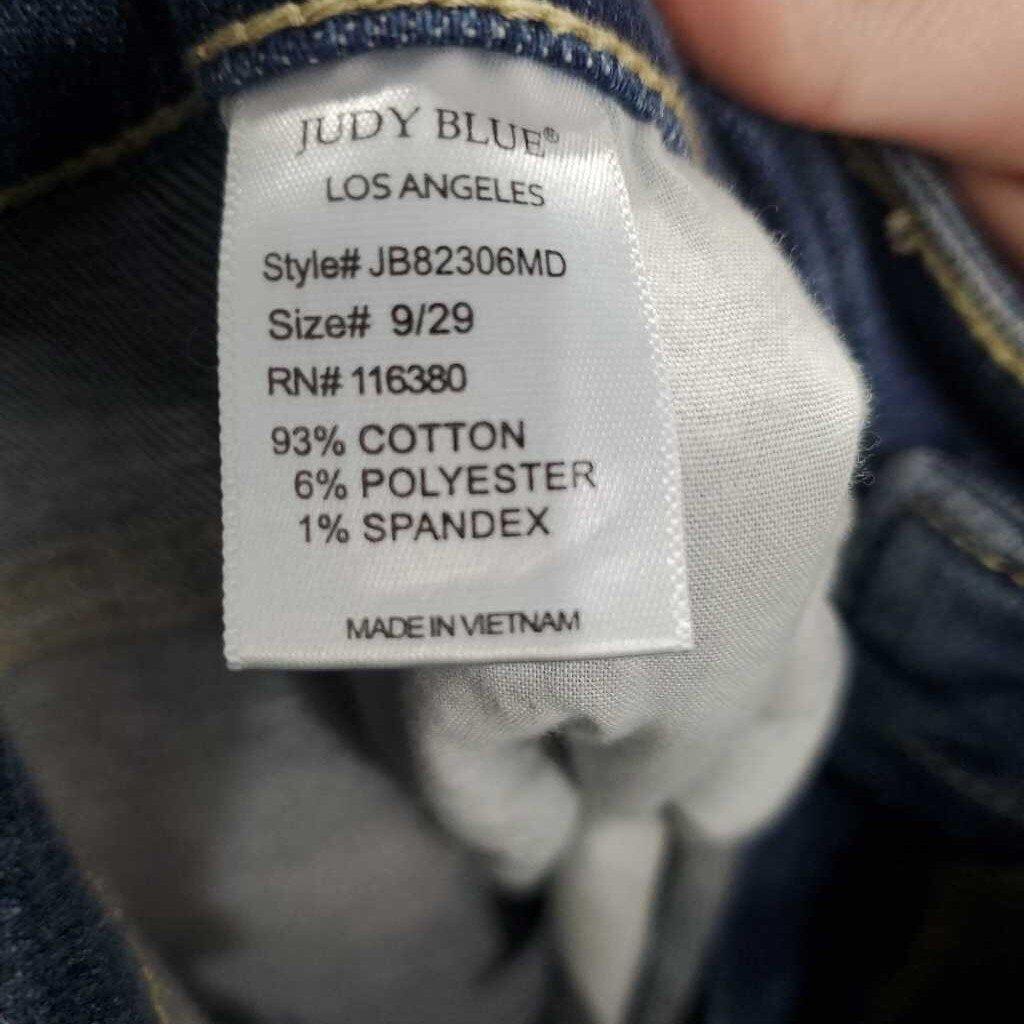 JUDY BLUE®
LOS ANGELES
Style# JB82306MD
Size# 9/29
RN# 116380
93% COTTON
6% POLYESTER
1% SPANDEX
MADE IN VIETNAM